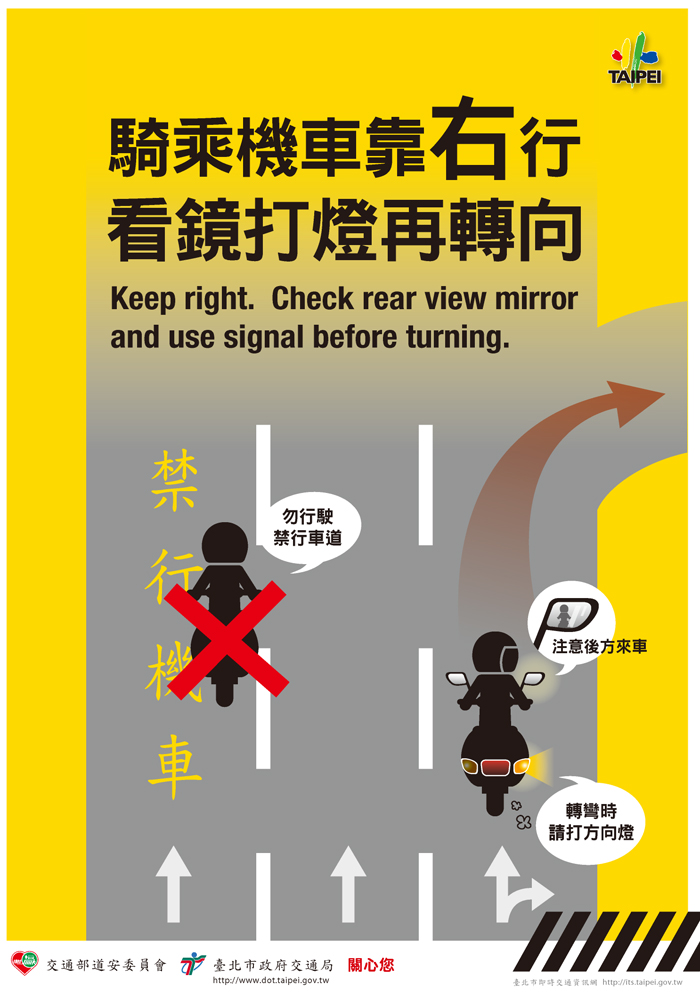 TAIPEI
騎乘機車靠右行
看鏡打燈再轉向
Keep right. Check rear view mirror
and use signal before turning.
禁
行
機
車
勿行駛
禁行車道
注意後方來車
轉彎時
請打方向燈
交通部道安委員會 臺北市政府交通局 關心您
http://www.dot.taipei.gov.tw
臺北市即時交通資訊網 http://its.taipei.gov.tw